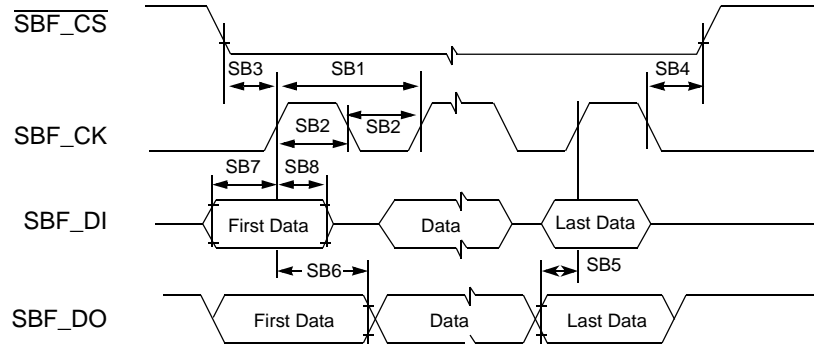 SBF_CS
SB3
SB1
SB4
SBF_CK
SB2
SB2
SB7
SB8
SBF_DI
First Data
Data
Last Data
SB6
SB5
SBF_DO
First Data
Data
Last Data